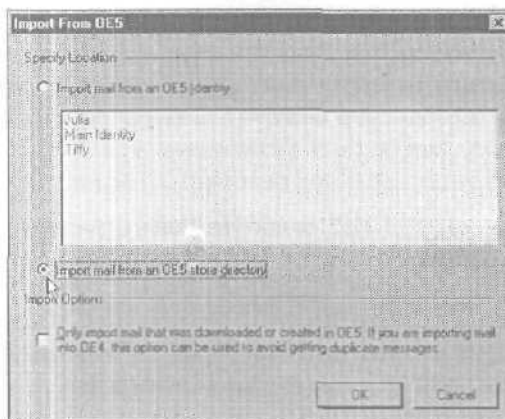 Import From OE5
Specify Location
Import mail from an OE5 Identity
Julia
Main Identity
Tiffy
Import mail from an OE5 store directory
Import Options
Only import mail that was downloaded or created in OE5. If you are importing mail
into OE4, this option can be used to avoid getting duplicate messages.
OK
Cancel